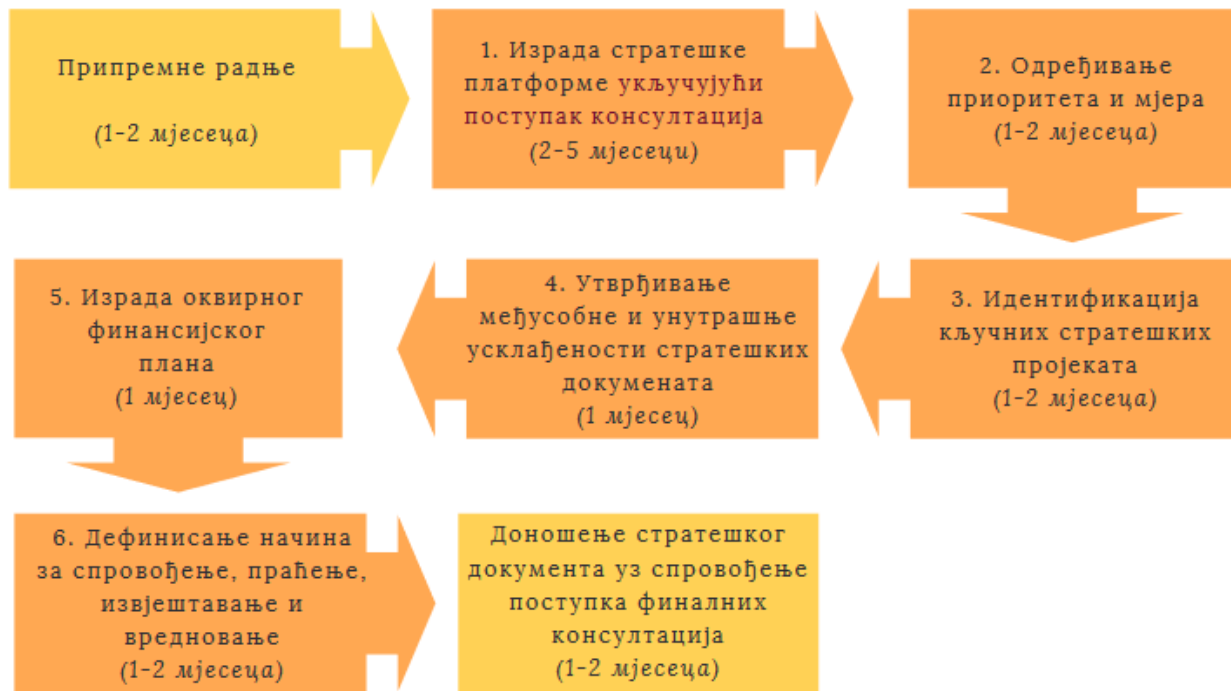 Припремне радње
(1-2 мјесеца)
1. Израда стратешке
платформе укључујући
поступак консултација
(2-5 мјесеци)
2. Одређивање
приоритета и мјера
(1-2 мјесеца)
3. Идентификација
кључних стратешких
пројеката
(1-2 мјесеца)
4. Утврђивање
међусобне и унутрашње
усклађености стратешких
докумената
(1 мјесец)
5. Израда оквирног
финансијског
плана
(1 мјесец)
6. Дефинисање начина
за спровођење, праћење,
извјештавање и
вредновање
(1-2 мјесеца)
Доношење стратешког
документа уз спровођење
поступка финалних
консултација
(1-2 мјесеца)